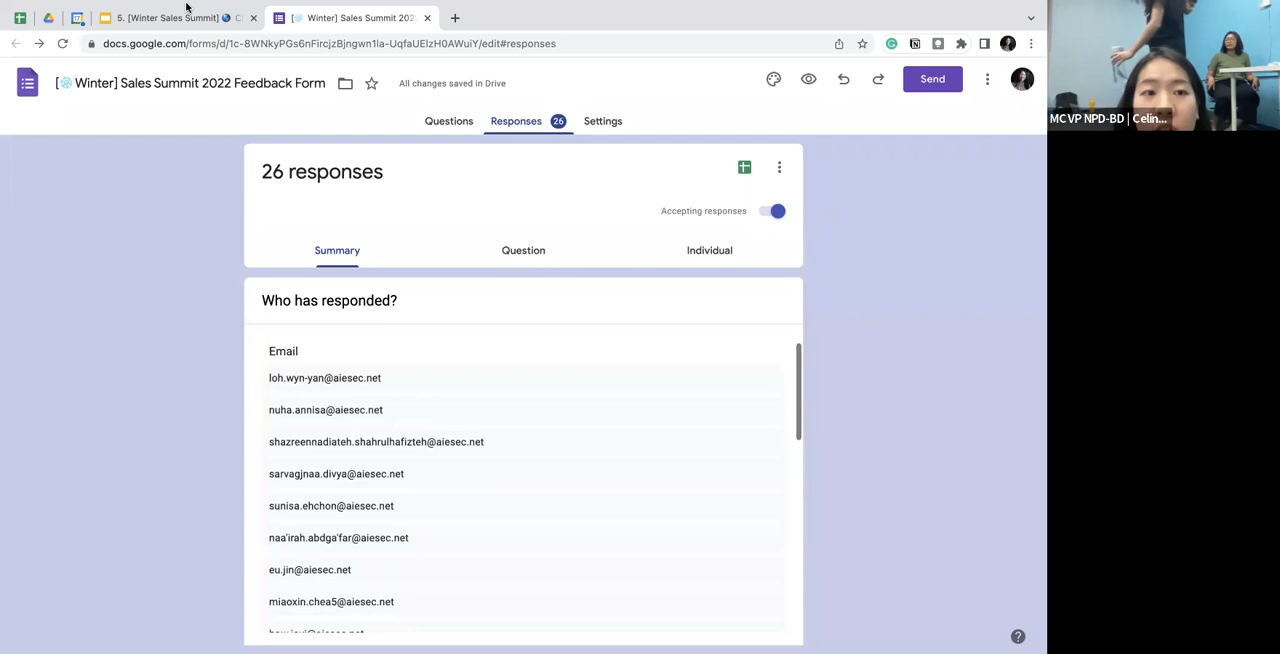 5. [Winter Sales Summit] 🌏 C
[❄️ Winter] Sales Summit 202
docs.google.com/forms/d/1c-8WNkyPGs6nFircjzBjngwn1la-UqfaUElzH0AWuiY/edit#responses
[❄️Winter] Sales Summit 2022 Feedback Form
All changes saved in Drive
Send
Questions
Responses 26
Settings
MC VP NPD-BD | Celin...
26 responses
Accepting responses
Summary
Question
Individual
Who has responded?
Email
loh.wyn-yan@aiesec.net
nuha.annisa@aiesec.net
shazreennadiateh.shahrulhafizteh@aiesec.net
sarvagjnaa.divya@aiesec.net
sunisa.ehchon@aiesec.net
naa'irah.abdga'far@aiesec.net
eu.jin@aiesec.net
miaoxin.chea5@aiesec.net